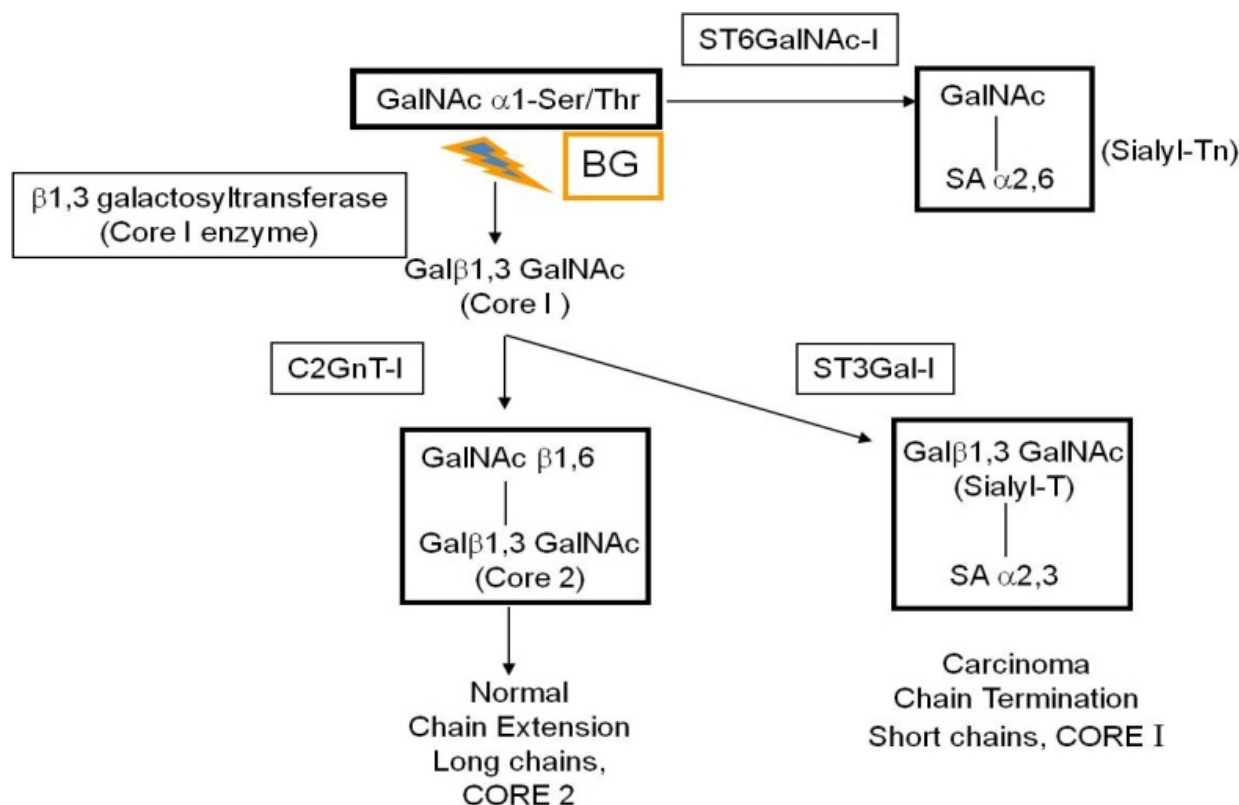 ST6GalNAc-I
GalNAc α1-Ser/Thr
GalNAc
SA α2,6
(Sialyl-Tn)
BG
β1,3 galactosyltransferase
(Core I enzyme)
Galβ1,3 GalNAc
(Core I )
C2GnT-I
ST3Gal-I
GalNAc β1,6
Galβ1,3 GalNAc
(Core 2)
Galβ1,3 GalNAc
(Sialyl-T)
SA α2,3
Normal
Chain Extension
Long chains,
CORE 2
Carcinoma
Chain Termination
Short chains, CORE I